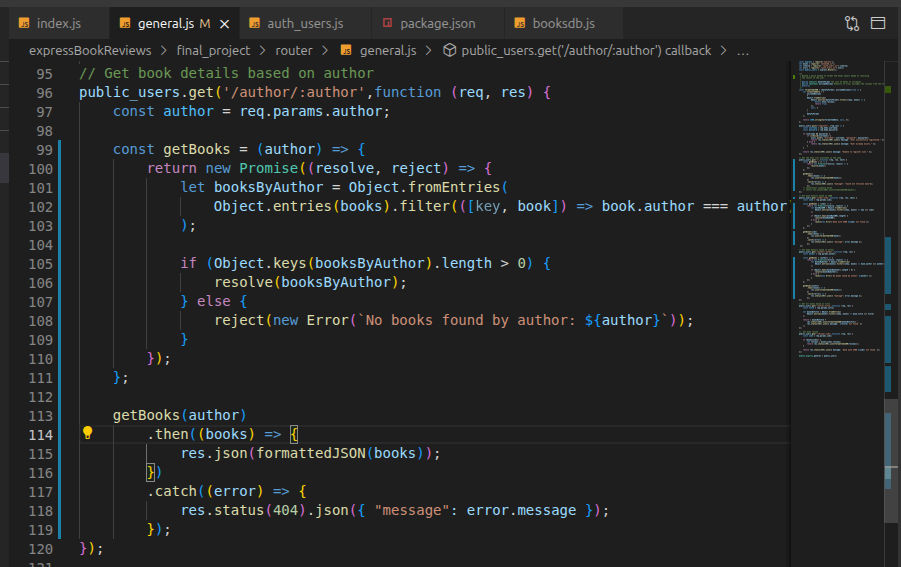 index.js general.js M auth_users.js package.json booksdb.js
expressBookReviews > final_project > router > general.js > public_users.get('/author/:author') callback > ...
95 // Get book details based on author
96 public_users.get('/author/:author',function (req, res) {
97 const author = req.params.author;
98
99 const getBooks = (author) => {
100 return new Promise((resolve, reject) => {
101 let booksByAuthor = Object.fromEntries(
102 Object.entries(books).filter(([key, book]) => book.author === author
103 );
104
105 if (Object.keys(booksByAuthor).length > 0) {
106 resolve(booksByAuthor);
107 } else {
108 reject(new Error(`No books found by author: ${author}`));
109 }
110 });
111 };
112
113 getBooks(author)
114 .then((books) => {
115 res.json(formattedJSON(books));
116 })
117 .catch((error) => {
118 res.status(404).json({ "message": error.message });
119 });
120 });